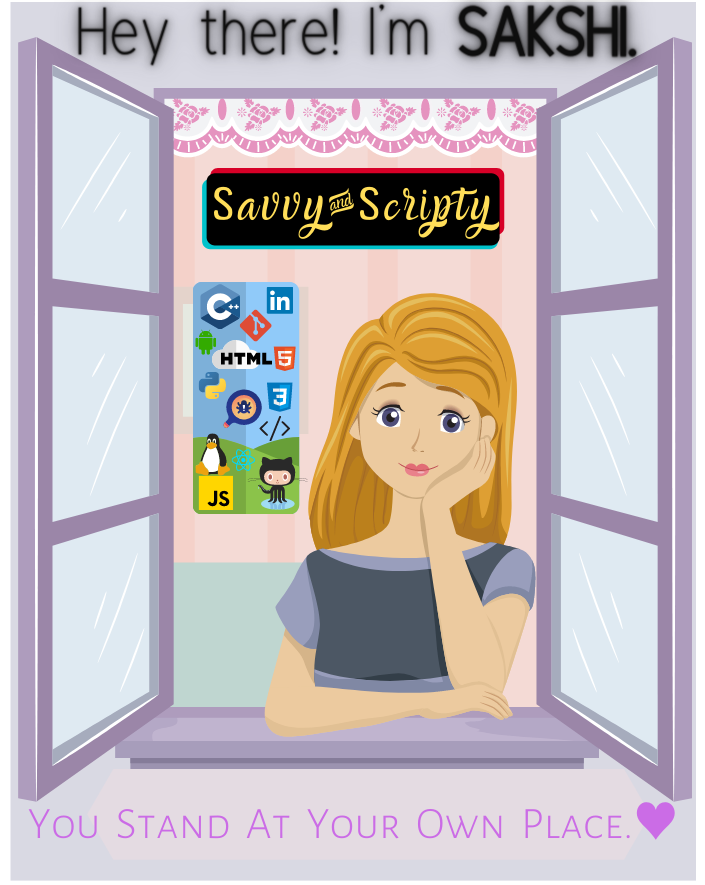 Hey there! I'm SAKSHI.
Savvy and Scripty
C++
in
HTML 5
3
</>
JS
You Stand At Your Own Place.